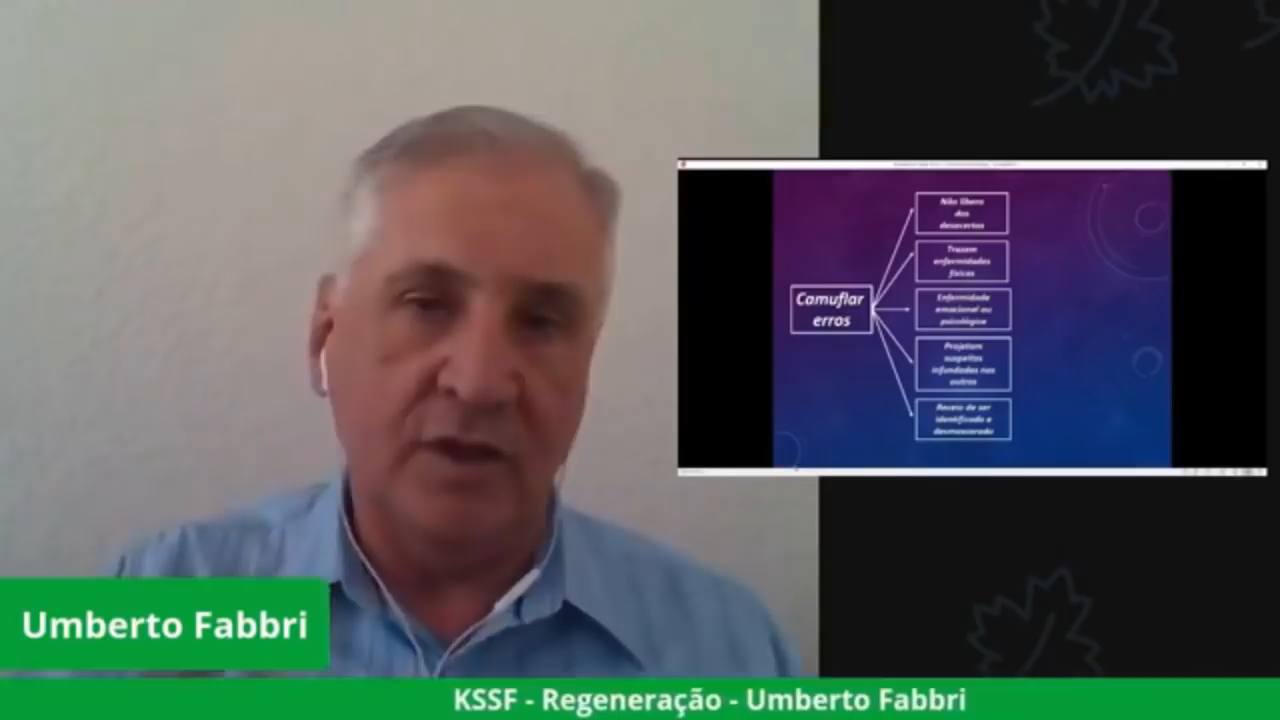 Camuflar
erros
Não libera
dos
desacertos
Trazem
enfermidades
físicas
Enfermidade
emocional ou
psicológica
Projetam
suspeitas
infundadas nos
outros
Receio de ser
identificado e
desmascarado
Umberto Fabbri
KSSF - Regeneração - Umberto Fabbri